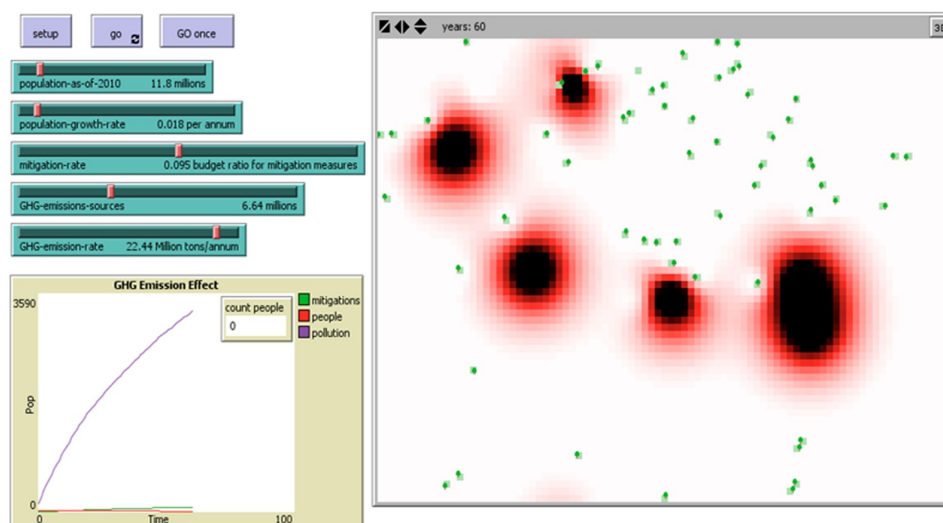 setup
go
GO once
population-as-of-2010 11.8 millions
population-growth-rate 0.018 per annum
mitigation-rate 0.095 budget ratio for mitigation measures
GHG-emissions-sources 6.64 millions
GHG-emission-rate 22.44 Million tons/annum
GHG Emission Effect
3590
count people
0
mitigations
people
pollution
Pop
0
0
Time
100
years: 60
3D